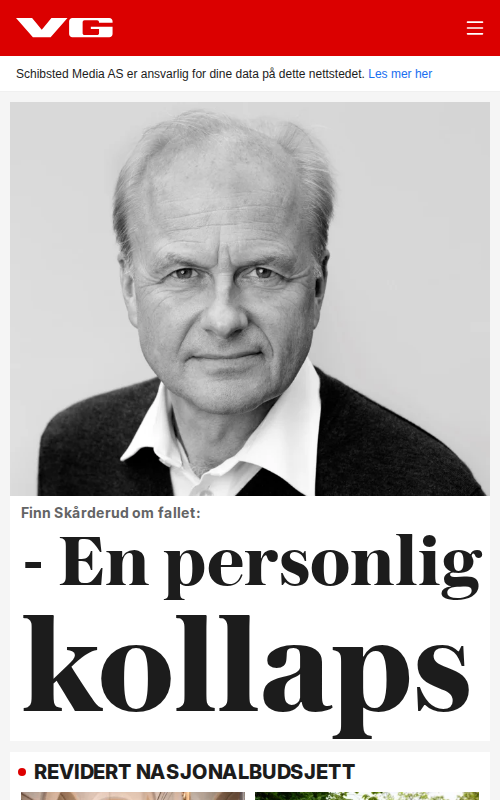 VG
Schibsted Media AS er ansvarlig for dine data på dette nettstedet. Les mer her
Finn Skårderud om fallet:
- En personlig
kollaps
REVIDERT NASJONALBUDSJETT